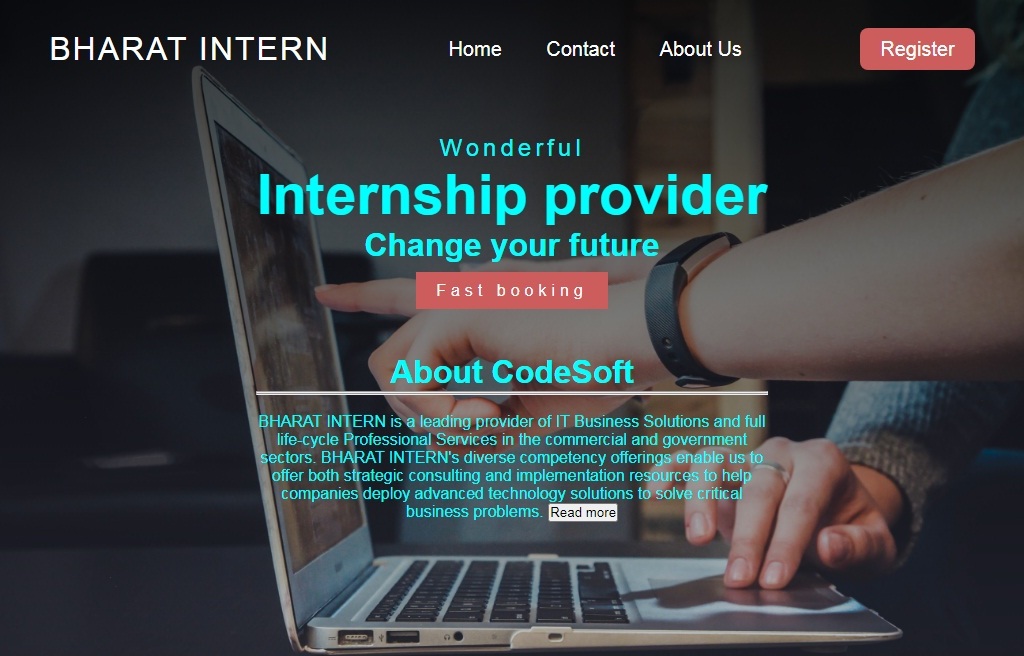 BHARAT INTERN
Home
Contact
About Us
Register
Wonderful
Internship provider
Change your future
Fast booking
About CodeSoft
BHARAT INTERN is a leading provider of IT Business Solutions and full
life-cycle Professional Services in the commercial and government
sectors. BHARAT INTERN's diverse competency offerings enable us to
offer both strategic consulting and implementation resources to help
companies deploy advanced technology solutions to solve critical
business problems. Read more